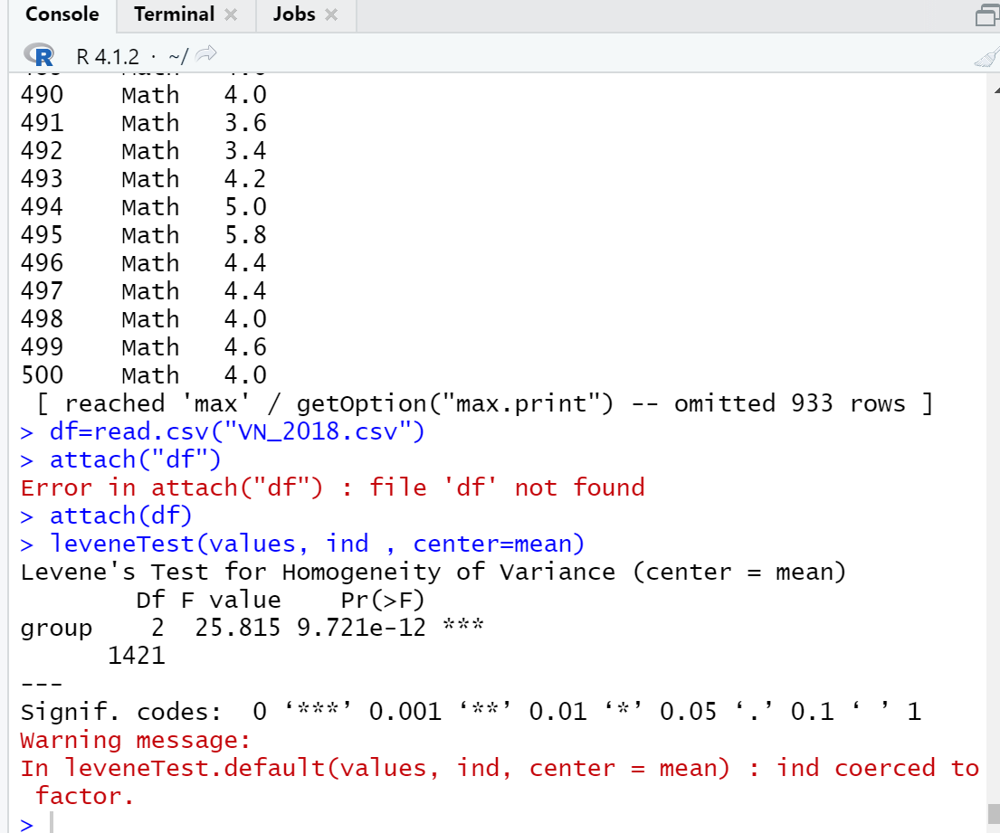 Console Terminal × Jobs ×
R R 4.1.2 · ~/
490 Math 4.0
491 Math 3.6
492 Math 3.4
493 Math 4.2
494 Math 5.0
495 Math 5.8
496 Math 4.4
497 Math 4.4
498 Math 4.0
499 Math 4.6
500 Math 4.0
[ reached 'max' / getOption("max.print") -- omitted 933 rows ]
> df=read.csv("VN_2018.csv")
> attach("df")
Error in attach("df") : file 'df' not found
> attach(df)
> leveneTest(values, ind , center=mean)
Levene's Test for Homogeneity of Variance (center = mean)
Df F value Pr(>F)
group 2 25.815 9.721e-12 ***
1421
---
Signif. codes: 0 ‘***’ 0.001 ‘**’ 0.01 ‘*’ 0.05 ‘.’ 0.1 ‘ ’ 1
Warning message:
In leveneTest.default(values, ind, center = mean) : ind coerced to
factor.
>